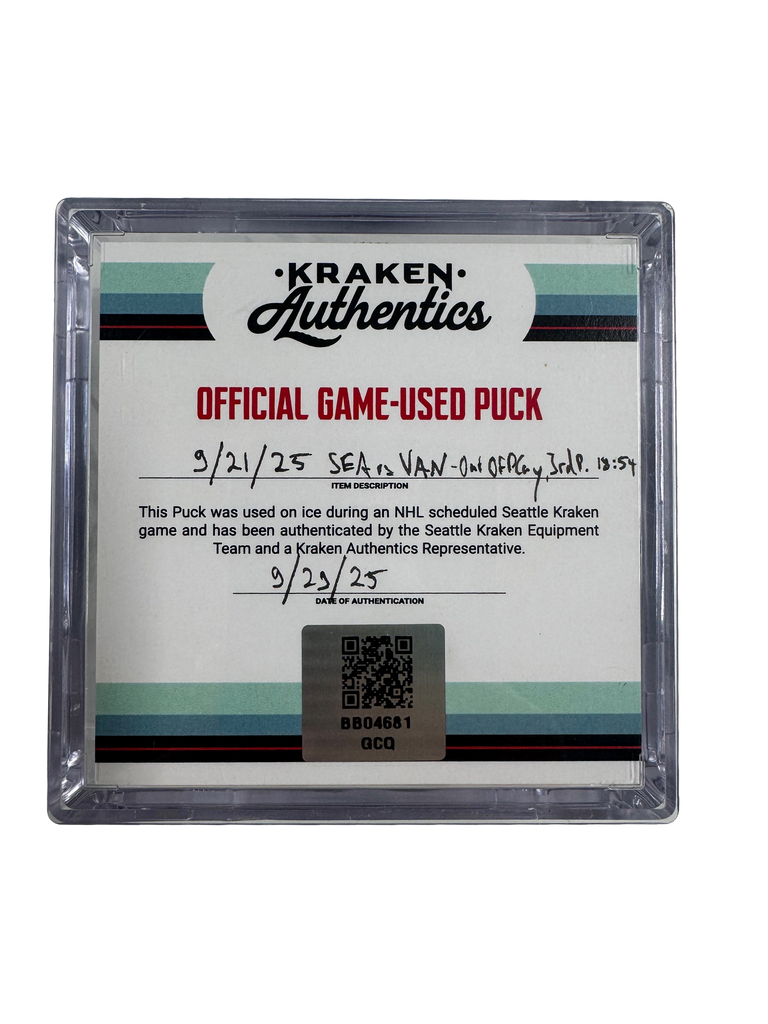 ·KRAKEN·
Authentics
OFFICIAL GAME-USED PUCK
9/21/25 SEA vs VAN-Out Of Play, 3rd P. 18:54
ITEM DESCRIPTION
This Puck was used on ice during an NHL scheduled Seattle Kraken
game and has been authenticated by the Seattle Kraken Equipment
Team and a Kraken Authentics Representative.
9/29/25
DATE OF AUTHENTICATION
BB04681
GCQ